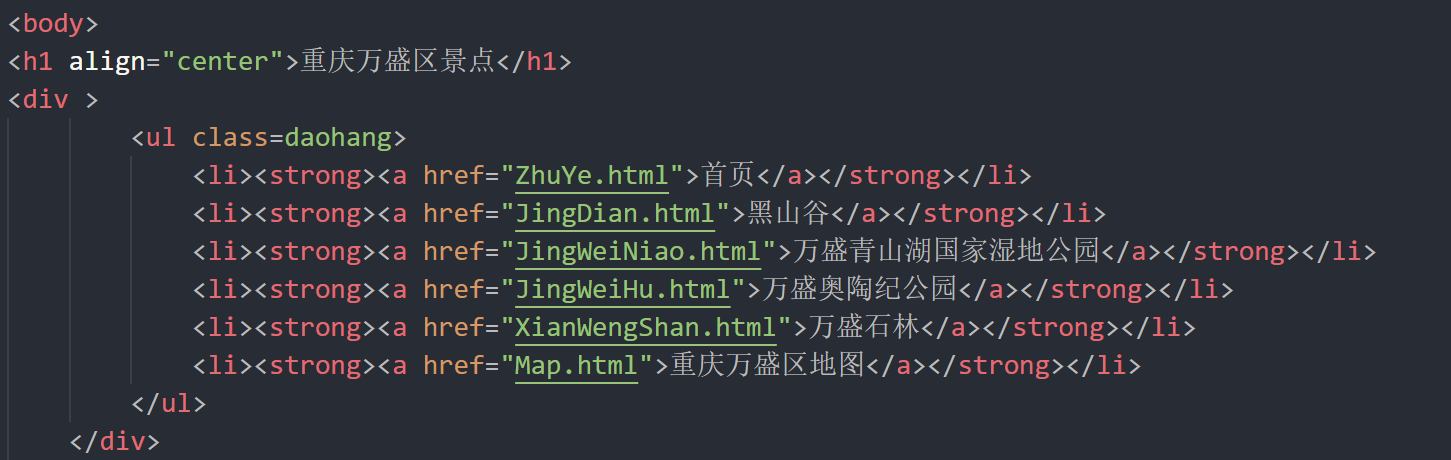 <body>
<h1 align="center">重庆万盛区景点</h1>
<div >
<ul class=daohang>
<li><strong><a href="ZhuYe.html">首页</a></strong></li>
<li><strong><a href="JingDian.html">黑山谷</a></strong></li>
<li><strong><a href="JingWeiNiao.html">万盛青山湖国家湿地公园</a></strong></li>
<li><strong><a href="JingWeiHu.html">万盛奥陶纪公园</a></strong></li>
<li><strong><a href="XianWengShan.html">万盛石林</a></strong></li>
<li><strong><a href="Map.html">重庆万盛区地图</a></strong></li>
</ul>
</div>